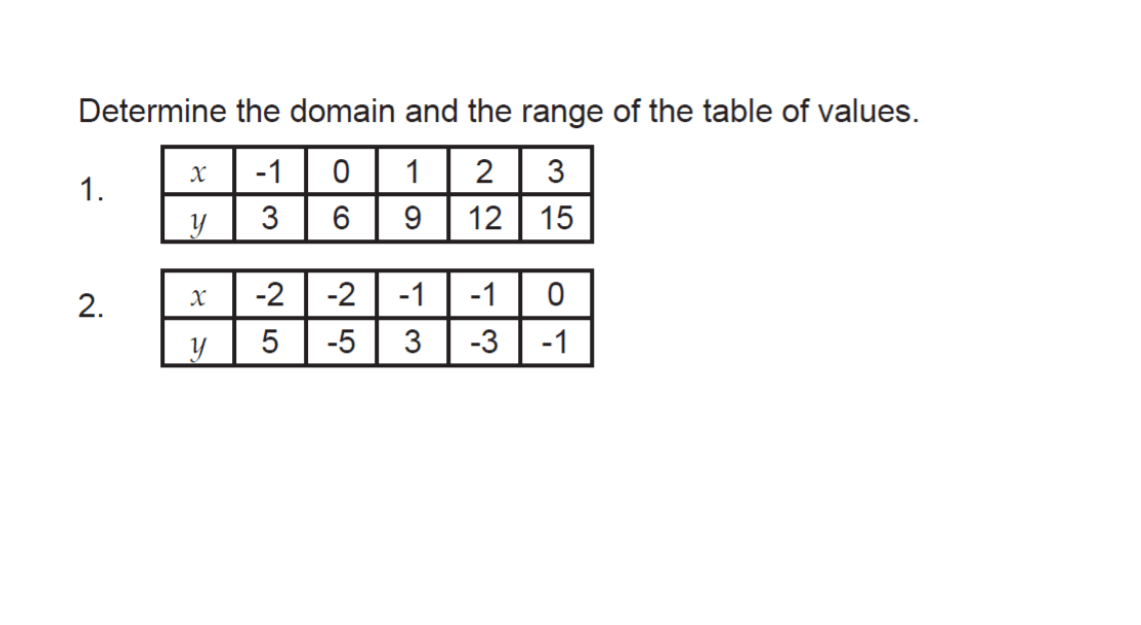 Determine the domain and the range of the table of values.
1.
x -1 0 1 2 3
y 3 6 9 12 15
2.
x -2 -2 -1 -1 0
y 5 -5 3 -3 -1